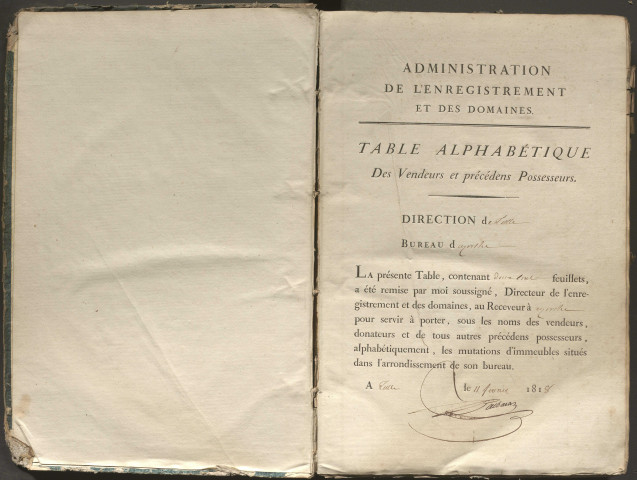 ADMINISTRATION
DE L'ENREGISTREMENT
ET DES DOMAINES.
TABLE ALPHABÉTIQUE
Des Vendeurs et précédens Possesseurs.
DIRECTION d
BUREAU d
LA présente Table, contenant feuillets,
a été remise par moi soussigné, Directeur de l'enre-
gistrement et des domaines, au Receveur à
pour servir à porter, sous les noms des vendeurs,
donateurs et de tous autres précédens possesseurs,
alphabétiquement, les mutations d'immeubles situés
dans l'arrondissement de son bureau.
A le 11 181